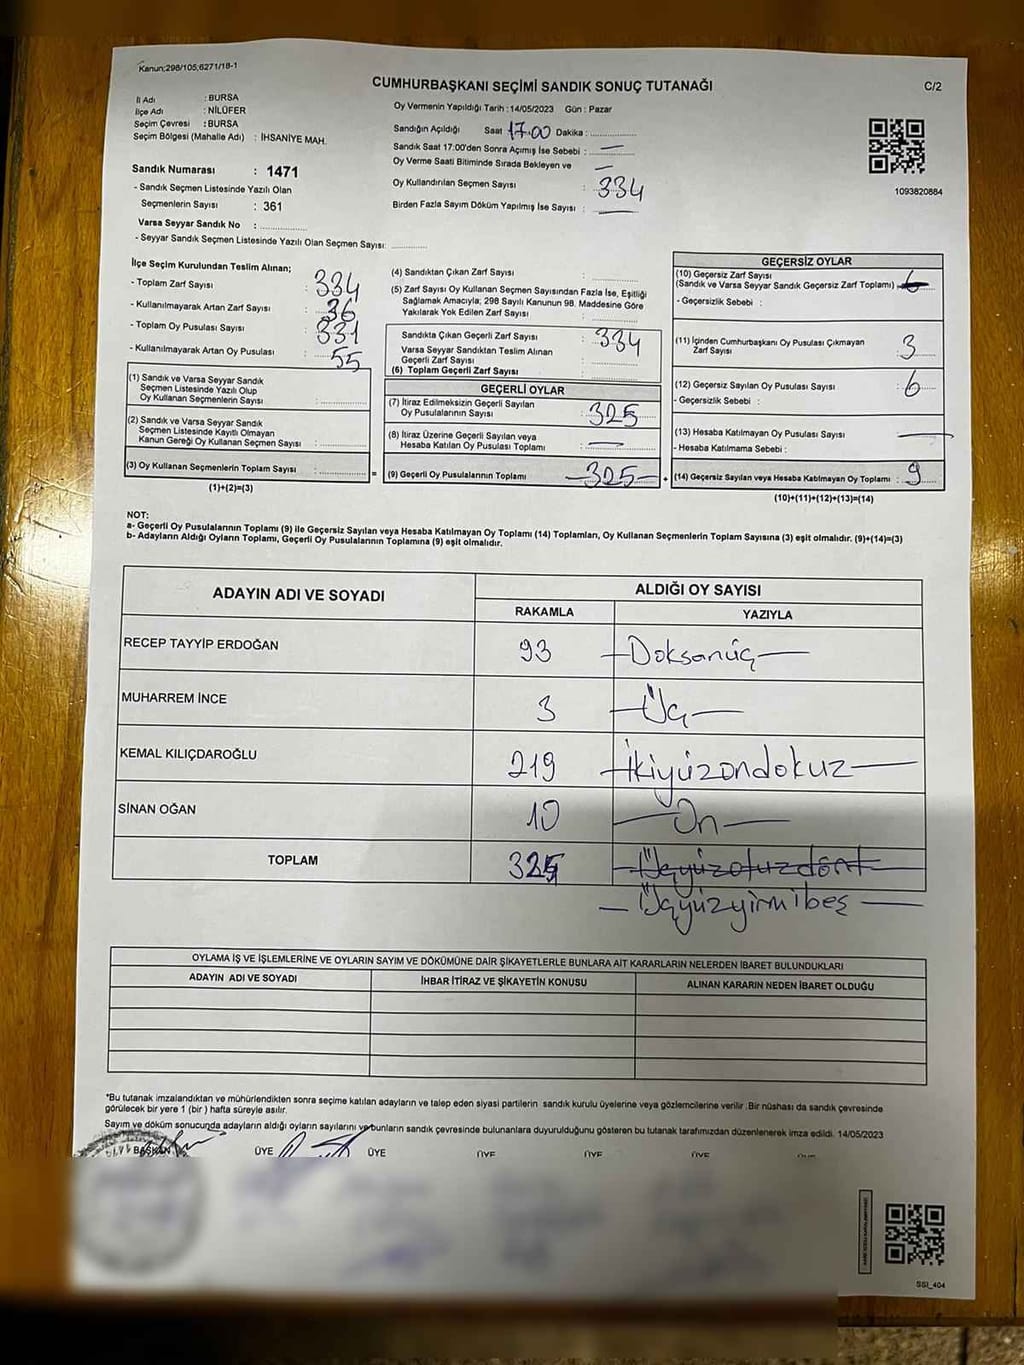 Kanun;298/105;6271/18-1
CUMHURBAŞKANI SEÇİMİ SANDIK SONUÇ TUTANAĞI
C/2
İl Adı : BURSA
İlçe Adı : NİLÜFER
Seçim Çevresi : BURSA
Seçim Bölgesi (Mahalle Adı) : İHSANİYE MAH.
Oy Vermenin Yapıldığı Tarih : 14/05/2023 Gün : Pazar
Sandığın Açıldığı Saat 17.00 Dakika : ............
Sandık Saat 17:00'den Sonra Açımış İse Sebebi : —
Oy Verme Saati Bitiminde Sırada Bekleyen ve —
Oy Kullandırılan Seçmen Sayısı : 334
Birden Fazla Sayım Döküm Yapılmış İse Sayısı : —
1093820884
Sandık Numarası : 1471
- Sandık Seçmen Listesinde Yazılı Olan
Seçmenlerin Sayısı : 361
Varsa Seyyar Sandık No : ............
- Seyyar Sandık Seçmen Listesinde Yazılı Olan Seçmen Sayısı: ............
İlçe Seçim Kurulundan Teslim Alınan;
- Toplam Zarf Sayısı : 334
- Kullanılmayarak Artan Zarf Sayısı : 36
- Toplam Oy Pusulası Sayısı : 331
- Kullanılmayarak Artan Oy Pusulası : 55
(1) Sandık ve Varsa Seyyar Sandık
Seçmen Listesinde Yazılı Olup
Oy Kullanan Seçmenlerin Sayısı : ............
(2) Sandık ve Varsa Seyyar Sandık
Seçmen Listesinde Kayıtlı Olmayan
Kanun Gereği Oy Kullanan Seçmen Sayısı : ............
(3) Oy Kullanan Seçmenlerin Toplam Sayısı : ............ =
(1)+(2)=(3)
(4) Sandıktan Çıkan Zarf Sayısı : ............
(5) Zarf Sayısı Oy Kullanan Seçmen Sayısından Fazla İse, Eşitliği
Sağlamak Amacıyla; 298 Sayılı Kanunun 98. Maddesine Göre
Yakılarak Yok Edilen Zarf Sayısı : ............
Sandıkta Çıkan Geçerli Zarf Sayısı : 334
Varsa Seyyar Sandıktan Teslim Alınan
Geçerli Zarf Sayısı : ............
(6) Toplam Geçerli Zarf Sayısı : ............
GEÇERLİ OYLAR
(7) İtiraz Edilmeksizin Geçerli Sayılan
Oy Pusulalarının Sayısı : 325
(8) İtiraz Üzerine Geçerli Sayılan veya
Hesaba Katılan Oy Pusulası Toplamı : —
(9) Geçerli Oy Pusulalarının Toplamı —325— +
GEÇERSİZ OYLAR
(10) Geçersiz Zarf Sayısı
(Sandık ve Varsa Seyyar Sandık Geçersiz Zarf Toplamı) : 6
- Geçersizlik Sebebi :
(11) İçinden Cumhurbaşkanı Oy Pusulası Çıkmayan
Zarf Sayısı : 3
(12) Geçersiz Sayılan Oy Pusulası Sayısı : 6
- Geçersizlik Sebebi :
(13) Hesaba Katılmayan Oy Pusulası Sayısı : —
- Hesaba Katılmama Sebebi :
(14) Geçersiz Sayılan veya Hesaba Katılmayan Oy Toplamı : 9
(10)+(11)+(12)+(13)=(14)
NOT:
a- Geçerli Oy Pusulalarının Toplamı (9) ile Geçersiz Sayılan veya Hesaba Katılmayan Oy Toplamı (14) Toplamları, Oy Kullanan Seçmenlerin Toplam Sayısına (3) eşit olmalıdır. (9)+(14)=(3)
b- Adayların Aldığı Oyların Toplamı, Geçerli Oy Pusulalarının Toplamına (9) eşit olmalıdır.
ADAYIN ADI VE SOYADI
ALDIĞI OY SAYISI
RAKAMLA YAZIYLA
RECEP TAYYİP ERDOĞAN 93 —Doksanüç—
MUHARREM İNCE 3 —Üç—
KEMAL KILIÇDAROĞLU 219 —İkiyüzondokuz—
SİNAN OĞAN 10 —On—
TOPLAM 325 —Üçyüzotuzdört—
— Üçyüzyirmibeş —
OYLAMA İŞ VE İŞLEMLERİNE VE OYLARIN SAYIM VE DÖKÜMÜNE DAİR ŞİKAYETLERLE BUNLARA AİT KARARLARIN NELERDEN İBARET BULUNDUKLARI
ADAYIN ADI VE SOYADI İHBAR İTİRAZ VE ŞİKAYETİN KONUSU ALINAN KARARIN NEDEN İBARET OLDUĞU
*Bu tutanak imzalandıktan ve mühürlendikten sonra seçime katılan adayların ve talep eden siyasi partilerin sandık kurulu üyelerine veya gözlemcilerine verilir .Bir nüshası da sandık çevresinde
görülecek bir yere 1 (bir ) hafta süreyle asılır.
Sayım ve döküm sonucunda adayların aldığı oyların sayılarını ve bunların sandık çevresinde bulunanlara duyurulduğunu gösteren bu tutanak tarafımızdan düzenlenerek imza edildi. 14/05/2023
BAŞKAN ÜYE ÜYE ÜYE ÜYE ÜYE ÜYE
SSI_404